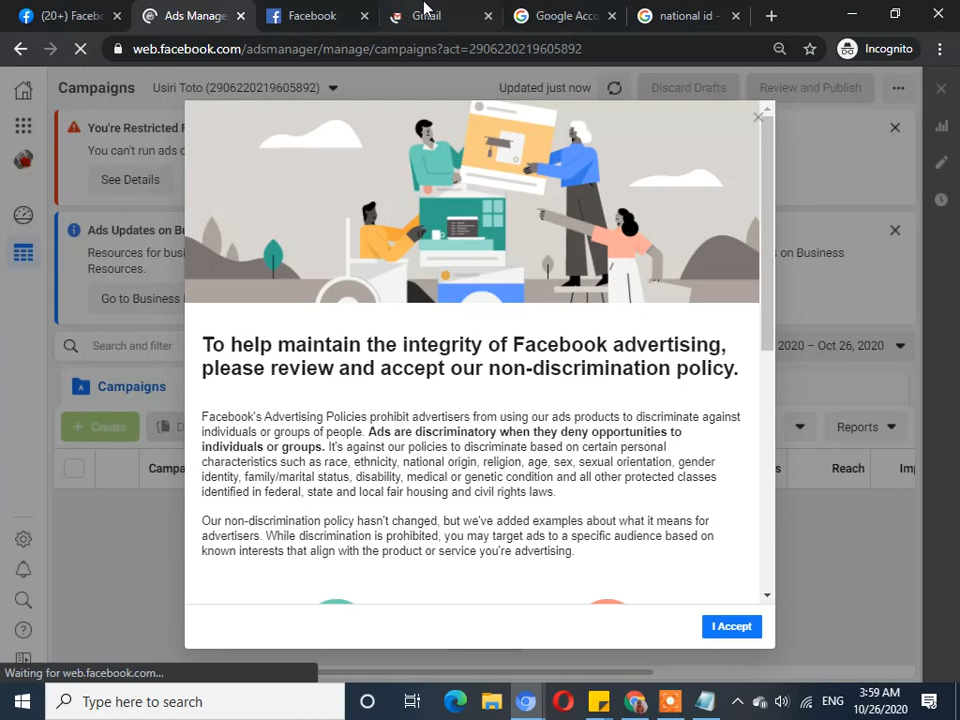 (20+) Faceb
Ads Manage
Facebook
Gmail
Google Acc
national id -
web.facebook.com/adsmanager/manage/campaigns?act=2906220219605892
Incognito
Campaigns
Usiri Toto (2906220219605892)
Updated just now
Discard Drafts
Review and Publish
You're Restricted F
You can't run ads o
See Details
Ads Updates on Bu
Resources for busi
Resources.
ds on Business
Go to Business
Search and filter
2020 – Oct 26, 2020
Campaigns
+ Create
D
Reports
Campa
Reach
Imp
To help maintain the integrity of Facebook advertising,
please review and accept our non-discrimination policy.
Facebook's Advertising Policies prohibit advertisers from using our ads products to discriminate against
individuals or groups of people. Ads are discriminatory when they deny opportunities to
individuals or groups. It's against our policies to discriminate based on certain personal
characteristics such as race, ethnicity, national origin, religion, age, sex, sexual orientation, gender
identity, family/marital status, disability, medical or genetic condition and all other protected classes
identified in federal, state and local fair housing and civil rights laws.
Our non-discrimination policy hasn't changed, but we've added examples about what it means for
advertisers. While discrimination is prohibited, you may target ads to a specific audience based on
known interests that align with the product or service you're advertising.
I Accept
Waiting for web.facebook.com...
Type here to search
ENG
3:59 AM
10/26/2020